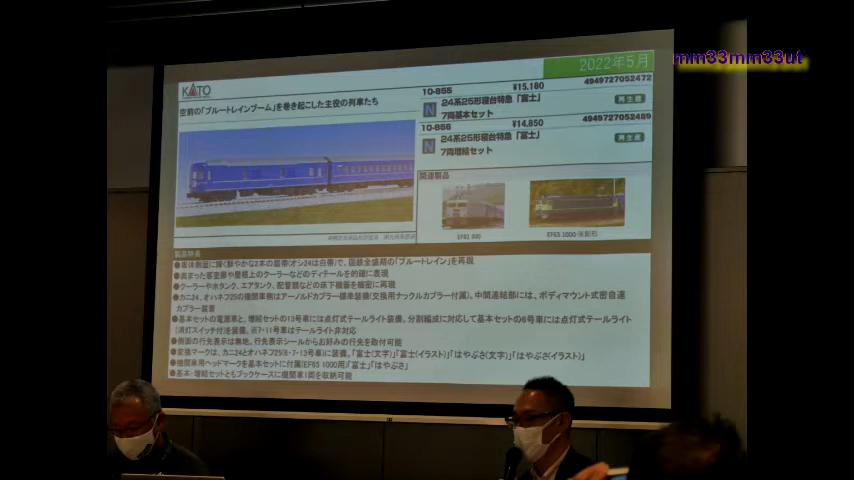 mm33mm33ut
2022年5月
KATO
空前の「ブルートレインブーム」を巻き起こした主役の列車たち
10-855 ¥15,180 4949727052472
N 24系25形寝台特急「富士」 再生産
7両基本セット
10-856 ¥14,850 4949727052489
N 24系25形寝台特急「富士」 再生産
7両増結セット
関連製品
EF65 1000
製品特長
●車体側面に輝く鮮やかな2本の銀帯(オシ24は白帯)で、国鉄全盛期の「ブルートレイン」を再現
●奥まった客室扉や屋根上のクーラーなどのディテールを的確に表現
●クーラーや水タンク、エアタンク、配管類などの床下機器を細密に再現
●カニ24、オハネフ25の機関車側はアーノルドカプラー標準装備(交換用ナックルカプラー付属)。中間連結部には、ボディマウント式密自連
カプラー装着
●基本セットの電源車と、増結セットの13号車には点灯式テールライト装備。分割編成に対応して基本セットの6号車には点灯式テールライト
(消灯スイッチ付)を装備。※7・11号車はテールライト非対応
●側面の行先表示は無地。行先表示シールからお好みの行先を取付可能
●変換マークは、カニ24とオハネフ25(6・7・13号車)に装備。「富士(文字)」「富士(イラスト)」「はやぶさ(文字)」「はやぶさ(イラスト)」
●機関車用ヘッドマークを基本セットに付属(EF65 1000用)「富士」「はやぶさ」
●基本・増結セットともブックケースに機関車1両を収納可能